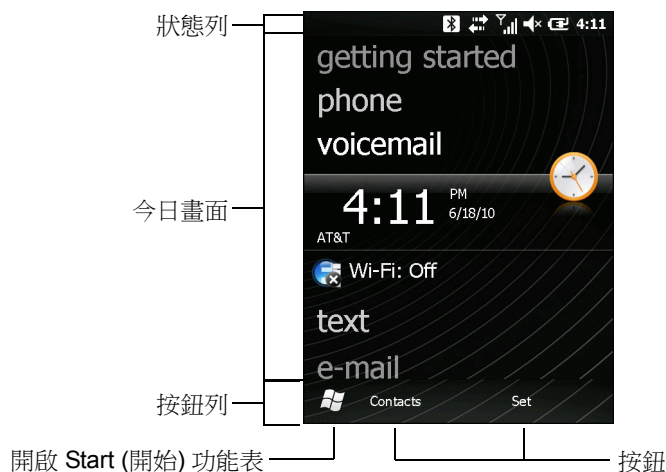 狀態列
4:11
getting started
phone
voicemail
今日畫面
4:11 PM
6/18/10
AT&T
Wi-Fi: Off
text
e-mail
按鈕列
Contacts Set
開啟 Start (開始) 功能表
按鈕